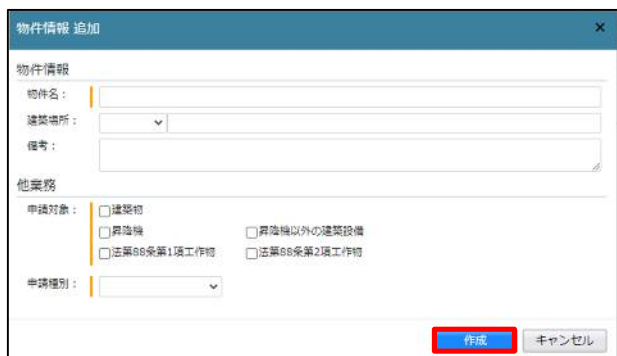 物件情報 追加
×
物件情報
物件名：
建築場所：
備考：
他業務
申請対象：
建築物
昇降機 昇降機以外の建築設備
法第88条第1項工作物 法第88条第2項工作物
申請種別：
作成 キャンセル